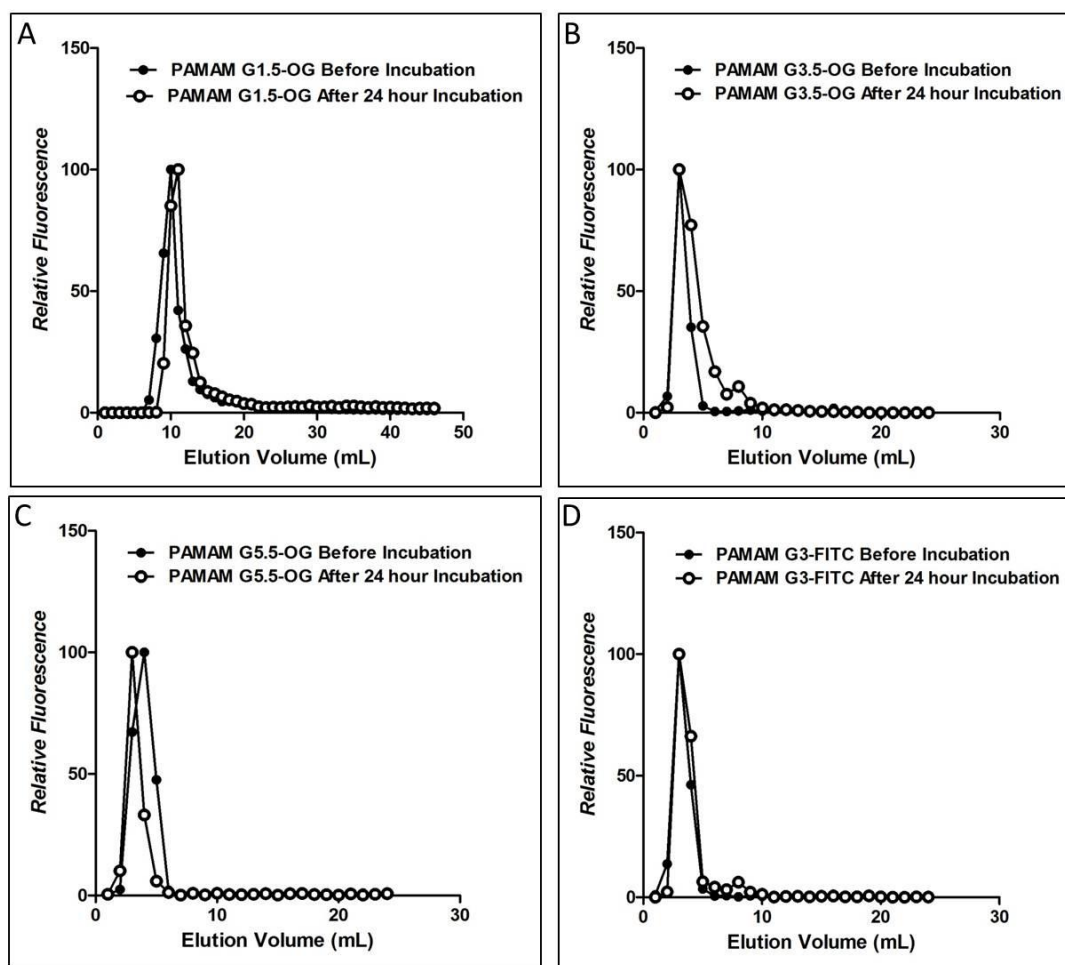 A
150
PAMAM G1.5-OG Before Incubation
PAMAM G1.5-OG After 24 hour Incubation
100
50
0
0 10 20 30 40 50
Relative Fluorescence
Elution Volume (mL)
B
150
PAMAM G3.5-OG Before Incubation
PAMAM G3.5-OG After 24 hour Incubation
100
50
0
0 10 20 30
Relative Fluorescence
Elution Volume (mL)
C
150
PAMAM G5.5-OG Before Incubation
PAMAM G5.5-OG After 24 hour Incubation
100
50
0
0 10 20 30
Relative Fluorescence
Elution Volume (mL)
D
150
PAMAM G3-FITC Before Incubation
PAMAM G3-FITC After 24 hour Incubation
100
50
0
0 10 20 30
Relative Fluorescence
Elution Volume (mL)